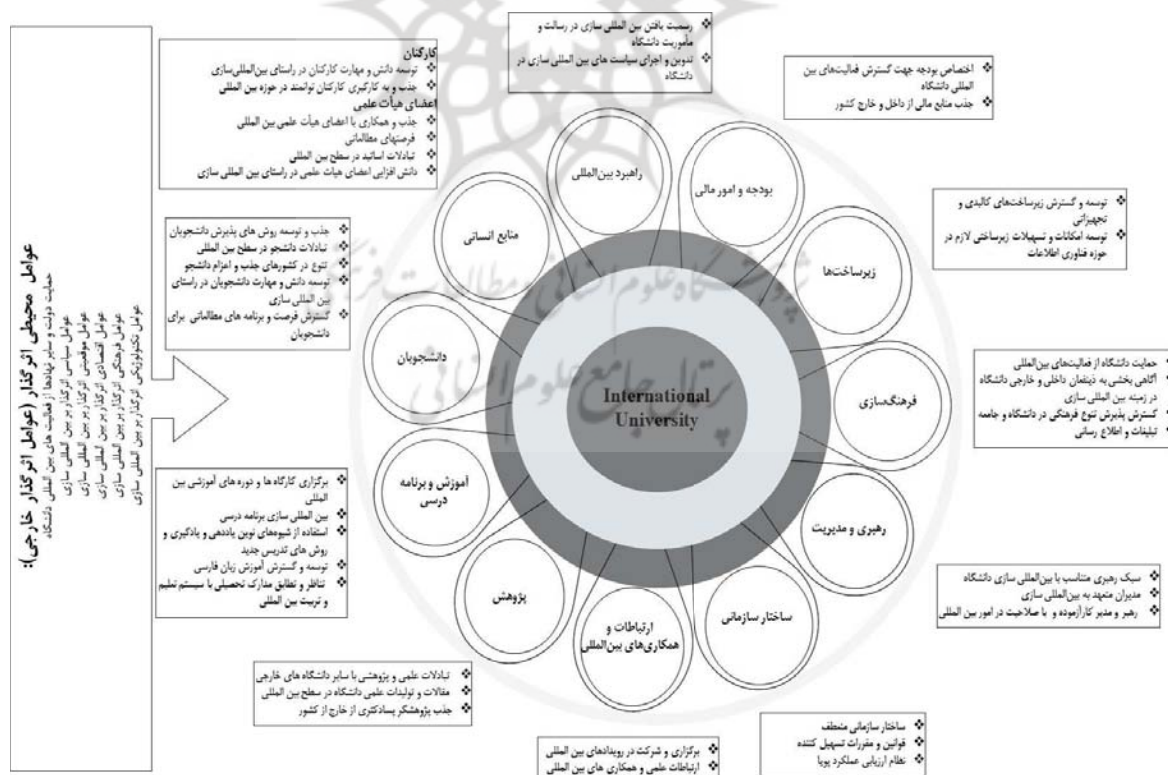 رسمیت یافتن بین المللی سازی در رسالت و
مأموریت دانشگاه
تدوین و اجرای سیاست های بین المللی سازی در
دانشگاه
اختصاص بودجه جهت گسترش فعالیت‌های بین
المللی دانشگاه
جذب منابع مالی از داخل و خارج کشور
کارکنان
توسعه دانش و مهارت کارکنان در راستای بین‌المللی‌سازی
جذب و به کارگیری کارکنان توانمند در حوزه بین المللی
اعضای هیأت علمی
جذب و همکاری با اعضای هیأت علمی بین المللی
فرصتهای مطالعاتی
تبادلات اساتید در سطح بین المللی
دانش افزایی اعضای هیات علمی در راستای بین المللی سازی
توسعه و گسترش زیرساخت‌های کالبدی و
تجهیزاتی
توسعه امکانات و تسهیلات زیرساختی لازم در
حوزه فناوری اطلاعات
جذب و توسعه روش های پذیرش دانشجویان
تبادلات دانشجو در سطح بین المللی
تنوع در کشورهای جذب و اعزام دانشجو
توسعه دانش و مهارت دانشجویان در راستای
بین المللی سازی
گسترش فرصت و برنامه های مطالعاتی برای
دانشجویان
حمایت دانشگاه از فعالیت‌های بین‌المللی
آگاهی بخشی به ذینفعان داخلی و خارجی دانشگاه
در زمینه بین المللی سازی
گسترش پذیرش تنوع فرهنگی در دانشگاه و جامعه
تبلیغات و اطلاع رسانی
برگزاری کارگاه ها و دوره های آموزشی بین
المللی
بین المللی سازی برنامه درسی
استفاده از شیوه‌های نوین یاددهی و یادگیری و
روش های تدریس جدید
توسعه و گسترش آموزش زبان فارسی
تناظر و تطابق مدارک تحصیلی با سیستم تعلیم
و تربیت بین المللی
سبک رهبری متناسب با بین‌المللی سازی دانشگاه
مدیران متعهد به بین‌المللی سازی
رهبر و مدیر کارآزموده و با صلاحیت در امور بین المللی
تبادلات علمی و پژوهشی با سایر دانشگاه های خارجی
مقالات و تولیدات علمی دانشگاه در سطح بین المللی
جذب پژوهشگر پسادکتری از خارج از کشور
برگزاری و شرکت در رویدادهای بین المللی
ارتباطات علمی و همکاری های بین المللی
ساختار سازمانی منعطف
قوانین و مقررات تسهیل کننده
نظام ارزیابی عملکرد پویا
راهبرد بین‌المللی
بودجه و امور مالی
زیرساخت‌ها
فرهنگ‌سازی
رهبری و مدیریت
ساختار سازمانی
ارتباطات و
همکاری‌های بین‌المللی
پژوهش
آموزش و برنامه
درسی
دانشجویان
منابع انسانی
International
University
پژوهشگاه علوم انسانی و مطالعات فرهنگی
پرتال جامع علوم انسانی
عوامل محیطی اثرگذار (عوامل اثرگذار خارجی):
حمایت دولت و سایر نهادها از فعالیت های بین المللی دانشگاه
عوامل سیاسی اثرگذار بر بین المللی سازی
عوامل موقعیتی اثرگذار بر بین المللی سازی
عوامل اقتصادی اثرگذار بر بین المللی سازی
عوامل فرهنگی اثرگذار بر بین المللی سازی
عوامل تکنولوژیکی اثرگذار بر بین المللی سازی